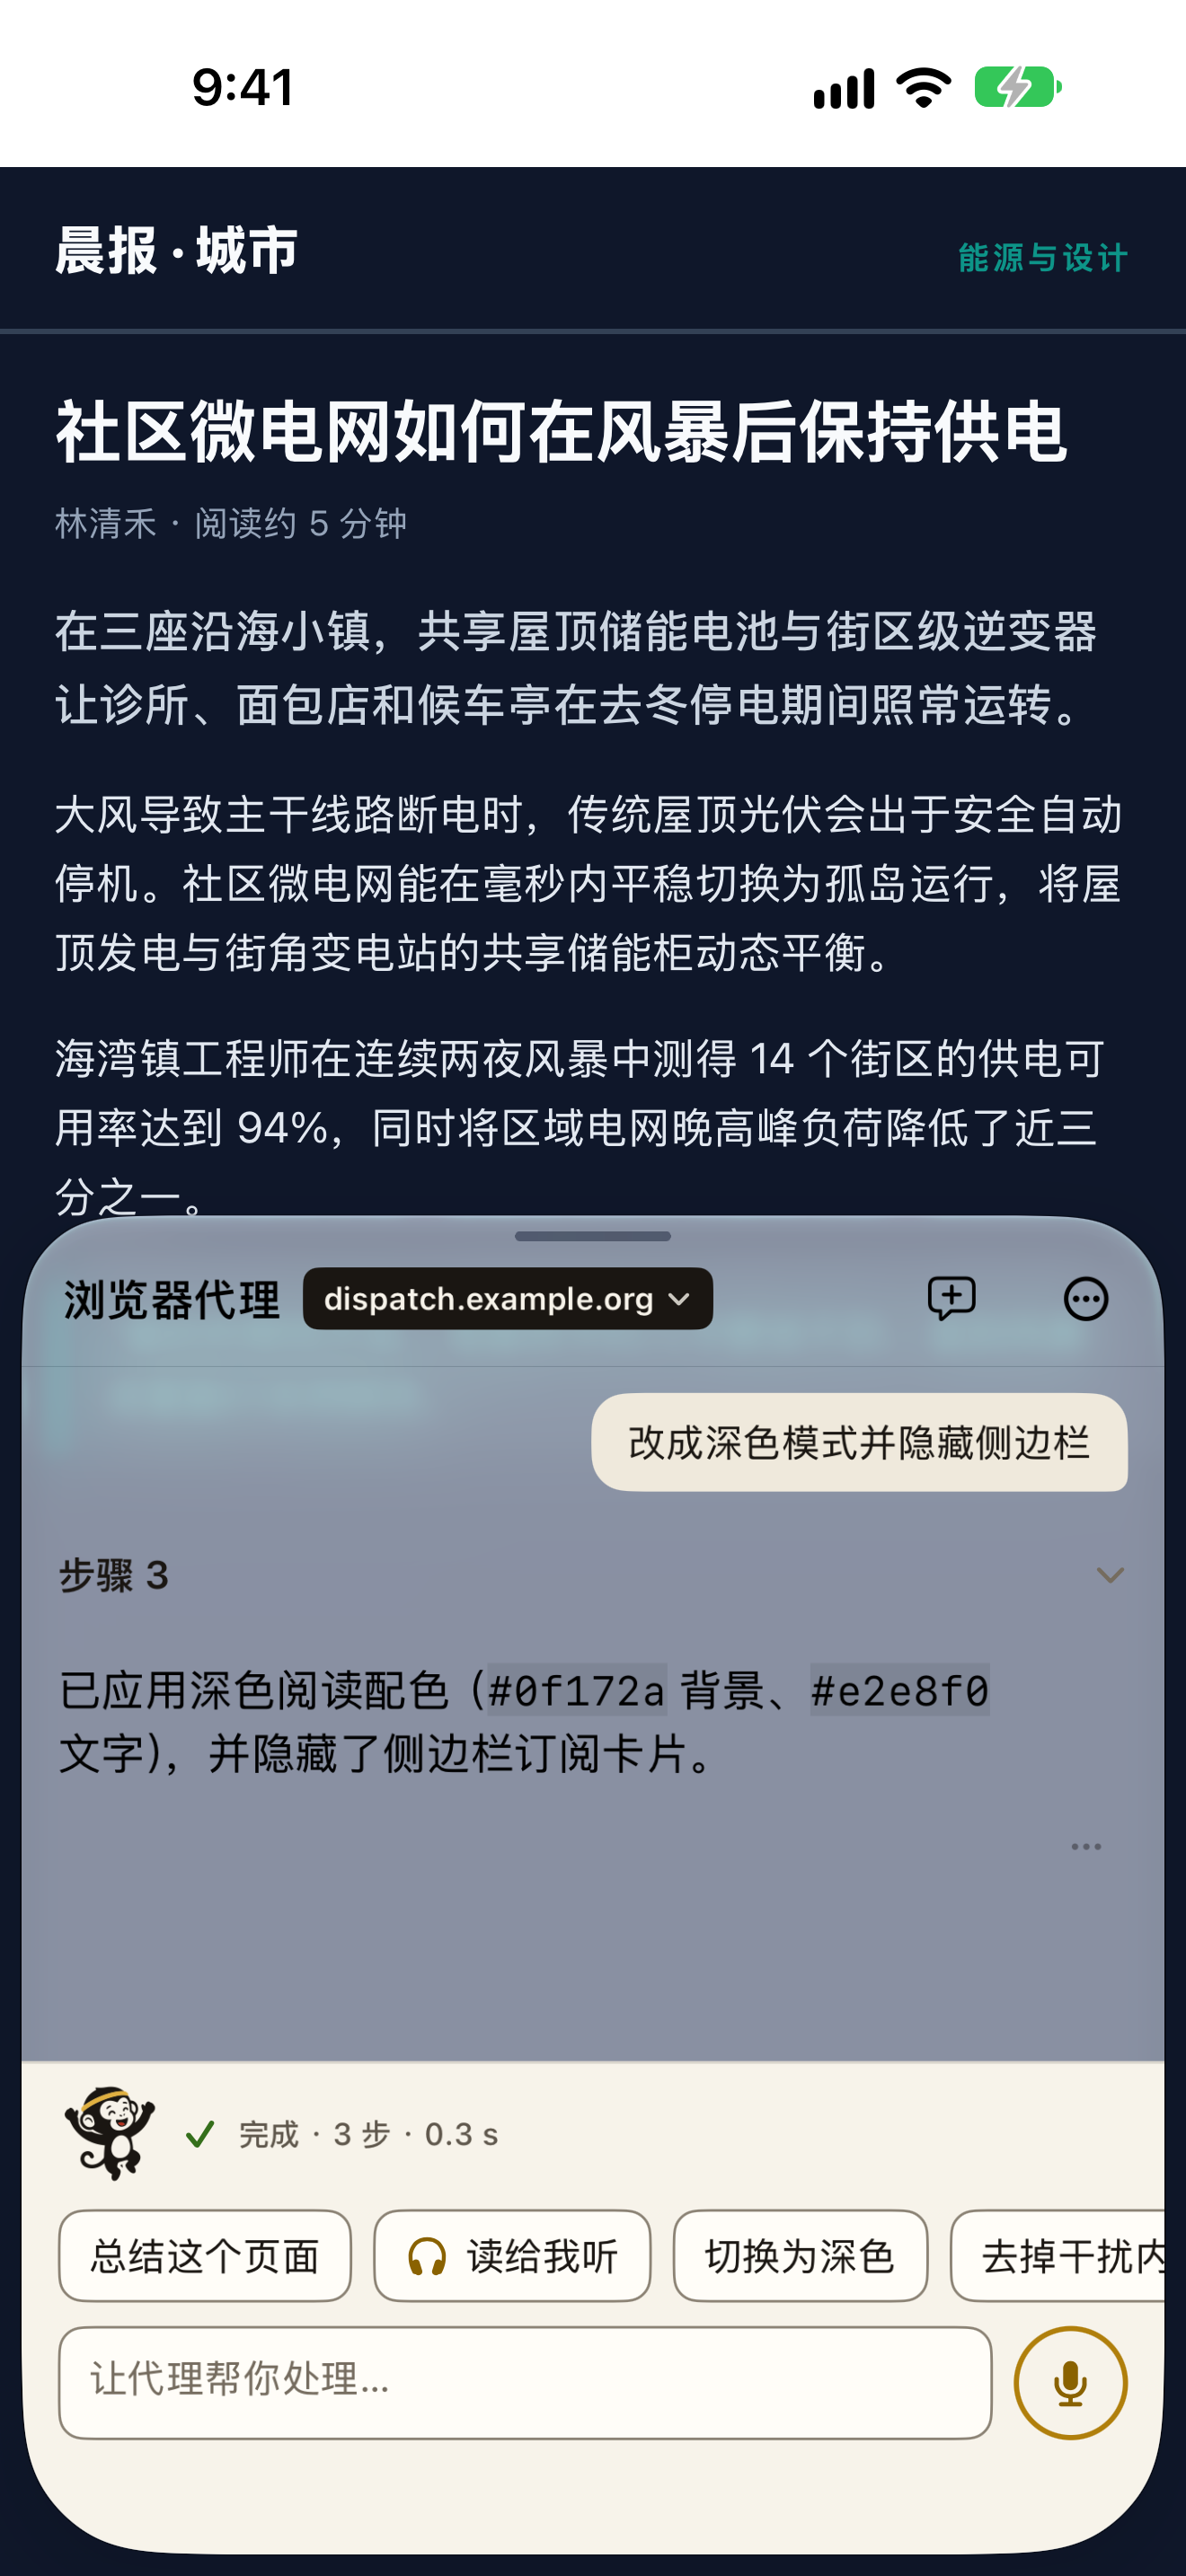 9:41
晨报·城市
能源与设计
社区微电网如何在风暴后保持供电
林清禾 · 阅读约 5 分钟
在三座沿海小镇，共享屋顶储能电池与街区级逆变器
让诊所、面包店和候车亭在去冬停电期间照常运转。
大风导致主干线路断电时，传统屋顶光伏会出于安全自动
停机。社区微电网能在毫秒内平稳切换为孤岛运行，将屋
顶发电与街角变电站的共享储能柜动态平衡。
海湾镇工程师在连续两夜风暴中测得 14 个街区的供电可
用率达到 94%，同时将区域电网晚高峰负荷降低了近三
分之一。
浏览器代理
dispatch.example.org
改成深色模式并隐藏侧边栏
步骤 3
已应用深色阅读配色（#0f172a 背景、#e2e8f0
文字），并隐藏了侧边栏订阅卡片。
完成 · 3 步 · 0.3 s
总结这个页面
读给我听
切换为深色
去掉干扰内
让代理帮你处理...